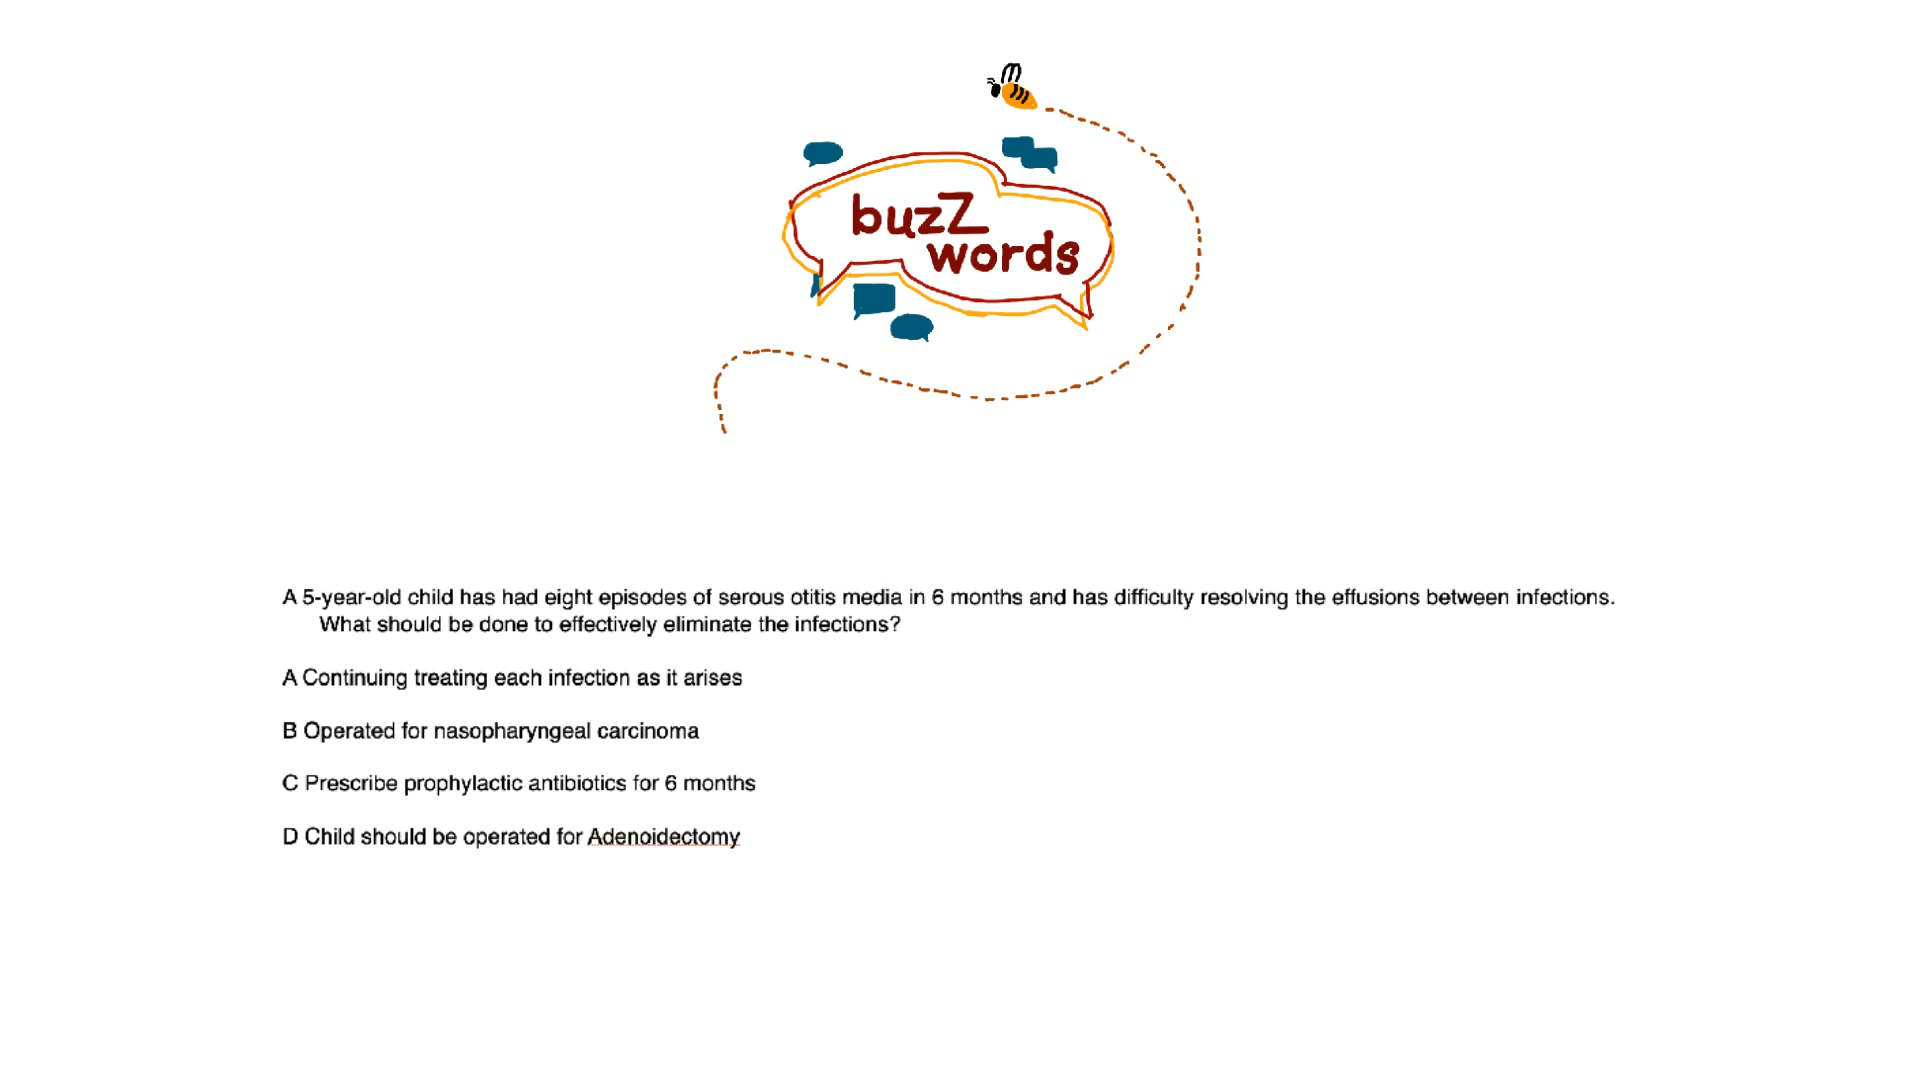 buzZ
words
A 5-year-old child has had eight episodes of serous otitis media in 6 months and has difficulty resolving the effusions between infections.
What should be done to effectively eliminate the infections?
A Continuing treating each infection as it arises
B Operated for nasopharyngeal carcinoma
C Prescribe prophylactic antibiotics for 6 months
D Child should be operated for Adenoidectomy